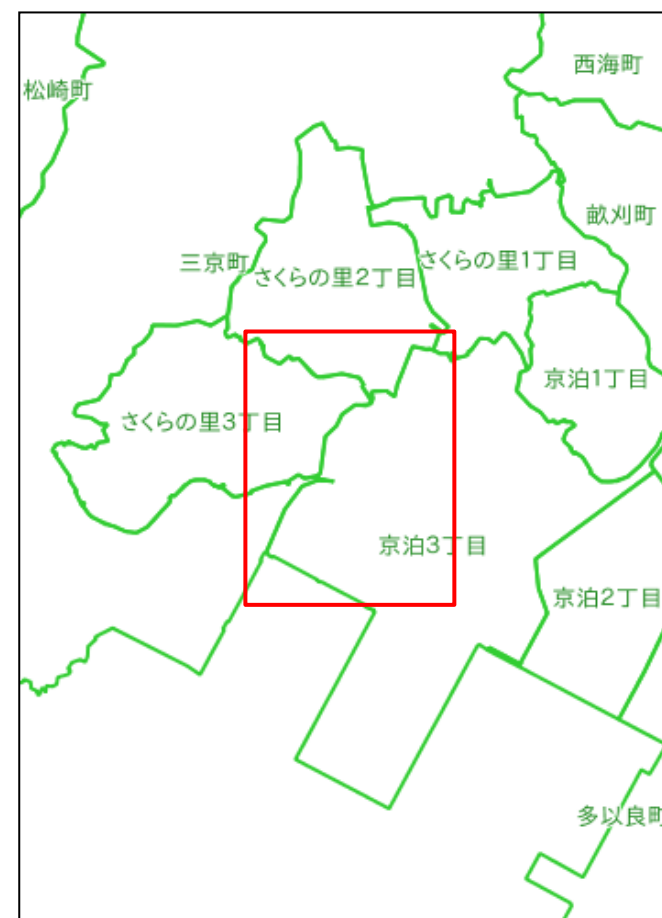 西海町
松崎町
畝刈町
三京町
さくらの里1丁目
さくらの里2丁目
京泊1丁目
さくらの里3丁目
京泊3丁目
京泊2丁目
多以良町